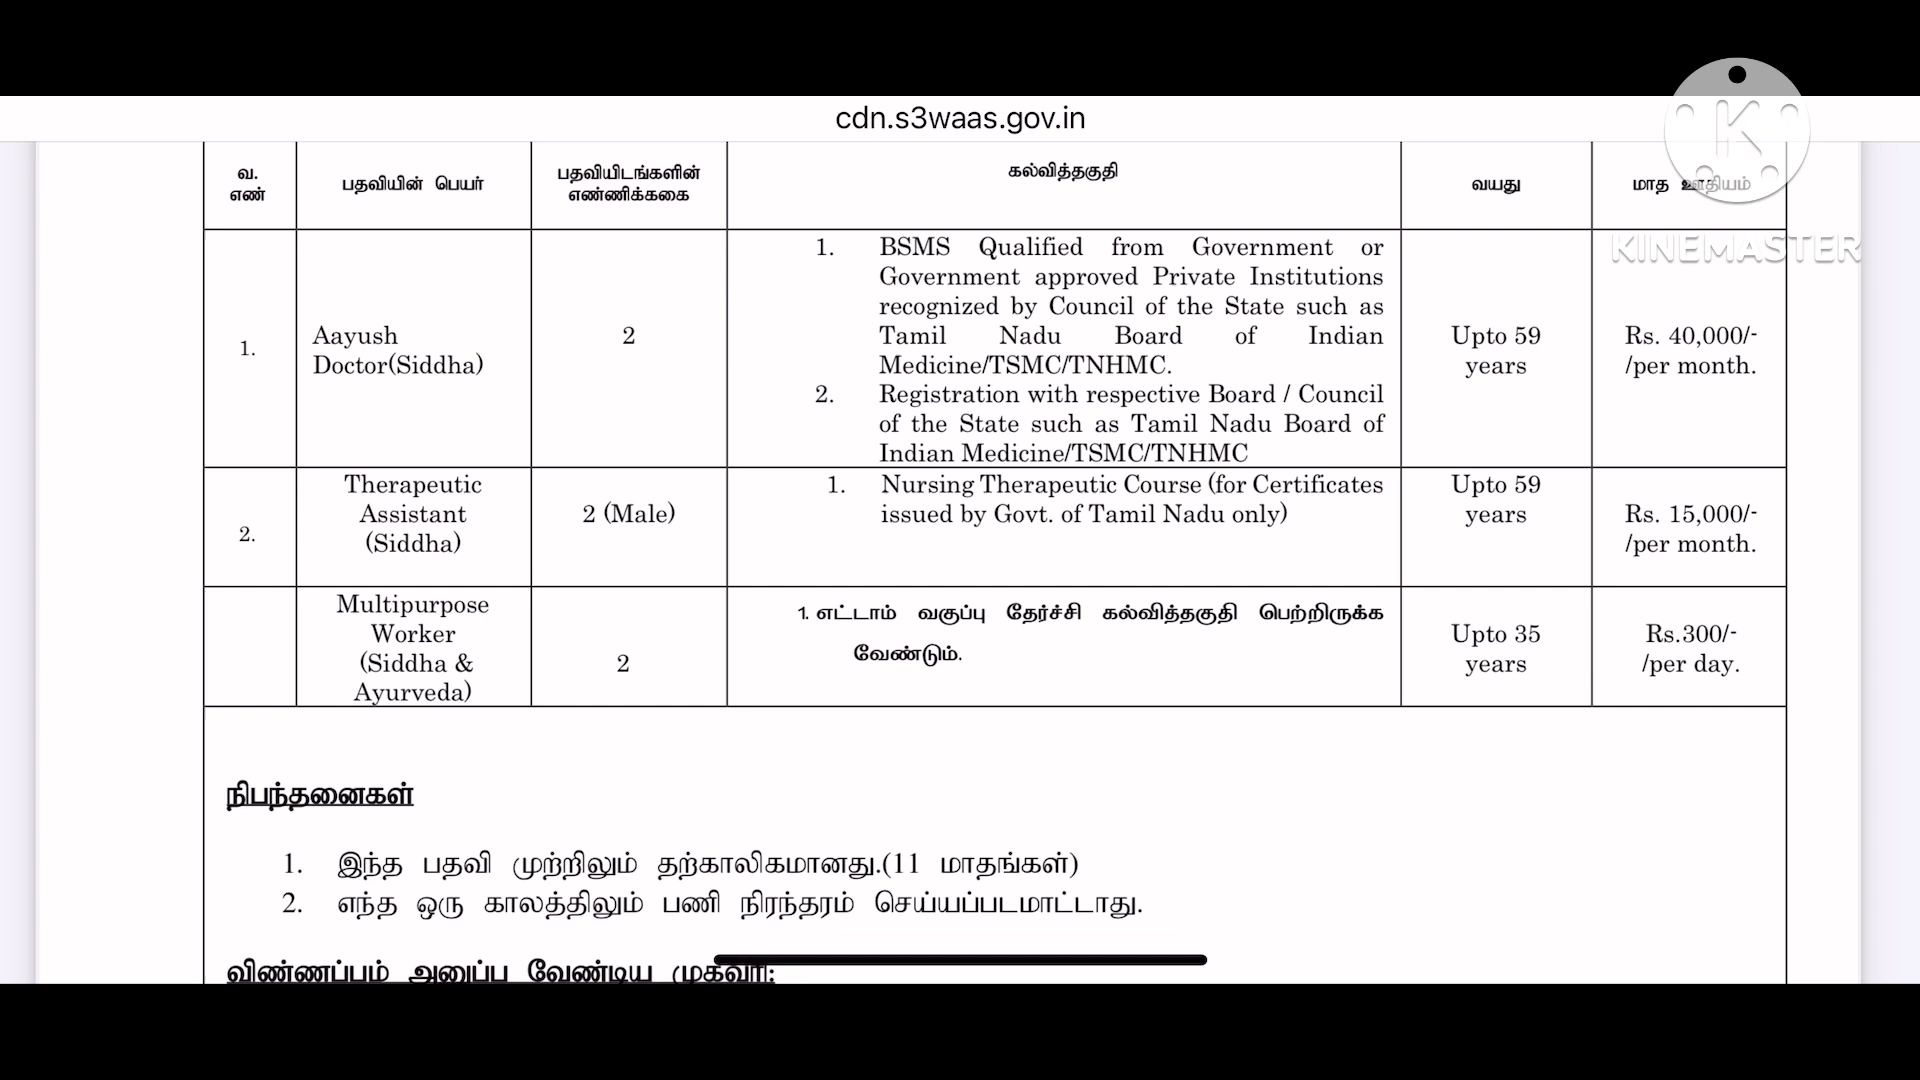 cdn.s3waas.gov.in
K
KINEMASTER
வ.
எண்
பதவியின் பெயர்
பதவியிடங்களின்
எண்ணிக்ககை
கல்வித்தகுதி
வயது
மாத ஊதியம்
1.
Aayush
Doctor(Siddha)
2
1. BSMS Qualified from Government or
Government approved Private Institutions
recognized by Council of the State such as
Tamil Nadu Board of Indian
Medicine/TSMC/TNHMC.
2. Registration with respective Board / Council
of the State such as Tamil Nadu Board of
Indian Medicine/TSMC/TNHMC
Upto 59
years
Rs. 40,000/-
/per month.
2.
Therapeutic
Assistant
(Siddha)
2 (Male)
1. Nursing Therapeutic Course (for Certificates
issued by Govt. of Tamil Nadu only)
Upto 59
years
Rs. 15,000/-
/per month.
Multipurpose
Worker
(Siddha &
Ayurveda)
2
1. எட்டாம் வகுப்பு தேர்ச்சி கல்வித்தகுதி பெற்றிருக்க
வேண்டும்.
Upto 35
years
Rs.300/-
/per day.
நிபந்தனைகள்
1. இந்த பதவி முற்றிலும் தற்காலிகமானது.(11 மாதங்கள்)
2. எந்த ஒரு காலத்திலும் பணி நிரந்தரம் செய்யப்படமாட்டாது.
விண்ணப்பம் அனுப்ப வேண்டிய முகவரி: